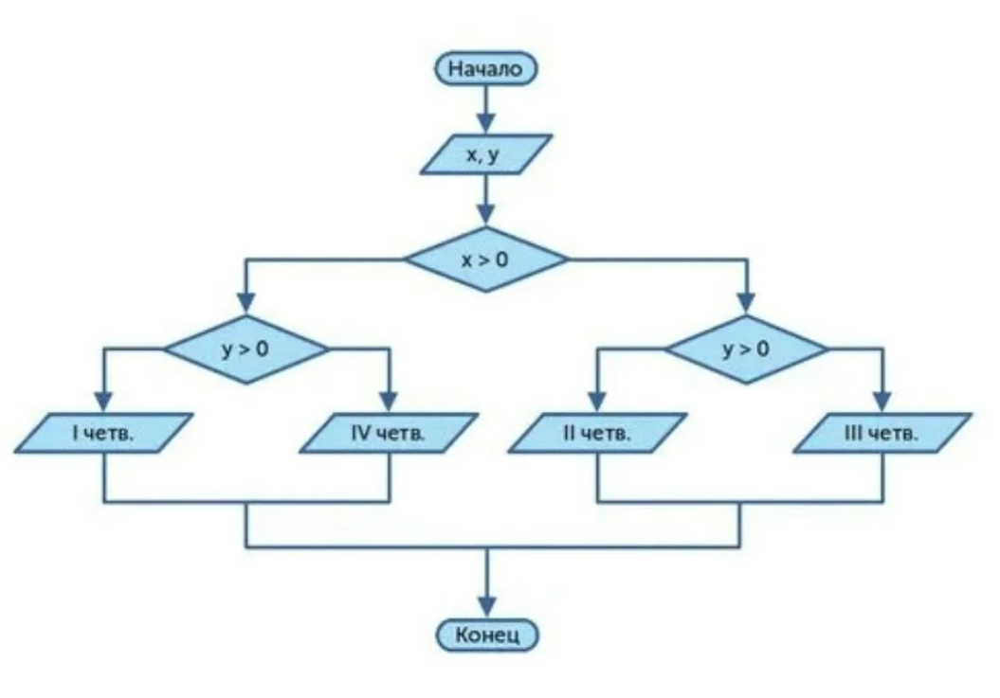 Начало
x, y
x > 0
y > 0
y > 0
I четв.
IV четв.
II четв.
III четв.
Конец